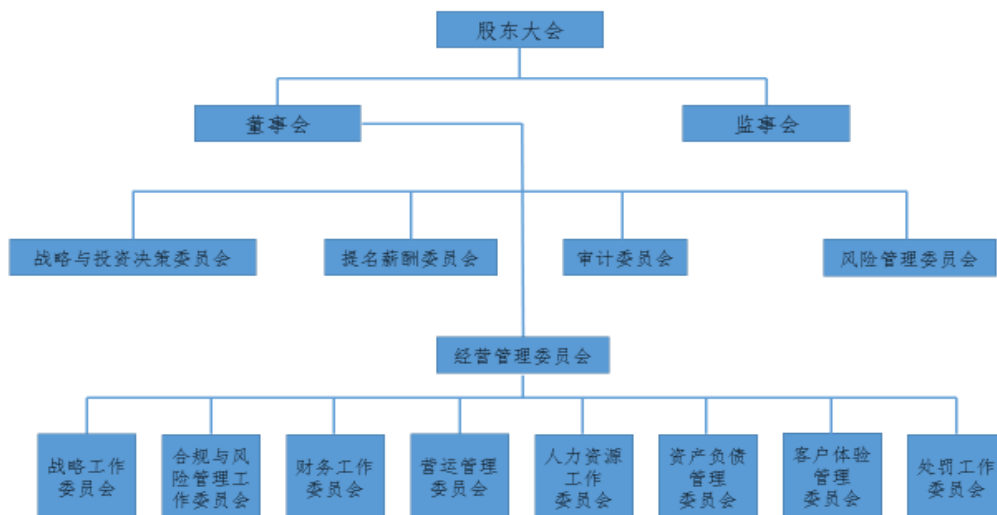 股东大会
董事会
监事会
战略与投资决策委员会
提名薪酬委员会
审计委员会
风险管理委员会
经营管理委员会
战略工作
委员会
合规与风
险管理工
作委员会
财务工作
委员会
营运管理
委员会
人力资源
工作
委员会
资产负债
管理
委员会
客户体验
管理
委员会
处罚工作
委员会